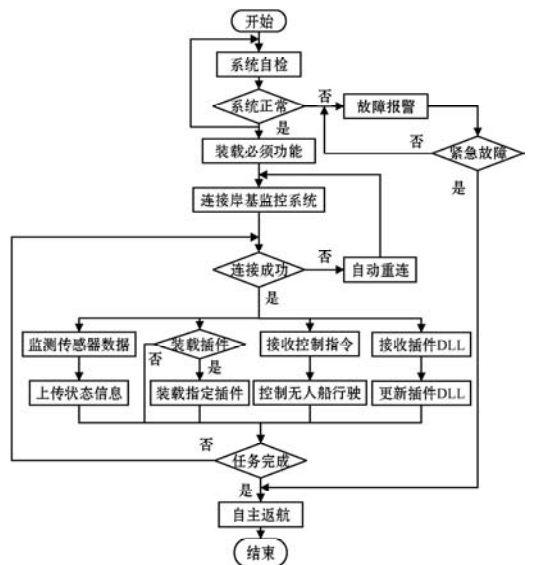 开始
系统自检
系统正常
否
故障报警
是
否
紧急故障
装载必须功能
是
连接岸基监控系统
连接成功
否
自动重连
是
监测传感器数据
装载插件
接收控制指令
接收插件DLL
否
是
上传状态信息
装载指定插件
控制无人船行驶
更新插件DLL
否
任务完成
是
自主返航
结束